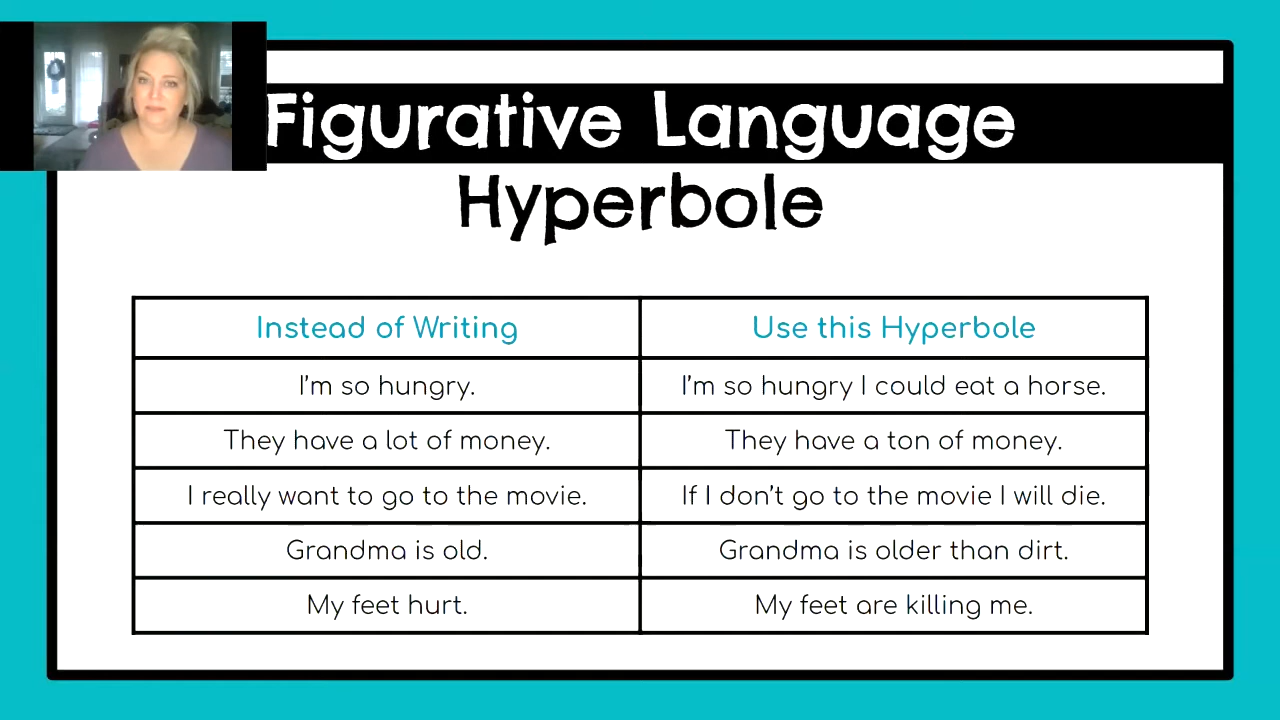 Figurative Language
Hyperbole
Instead of Writing
Use this Hyperbole
I'm so hungry.
I'm so hungry I could eat a horse.
They have a lot of money.
They have a ton of money.
I really want to go to the movie.
If I don't go to the movie I will die.
Grandma is old.
Grandma is older than dirt.
My feet hurt.
My feet are killing me.